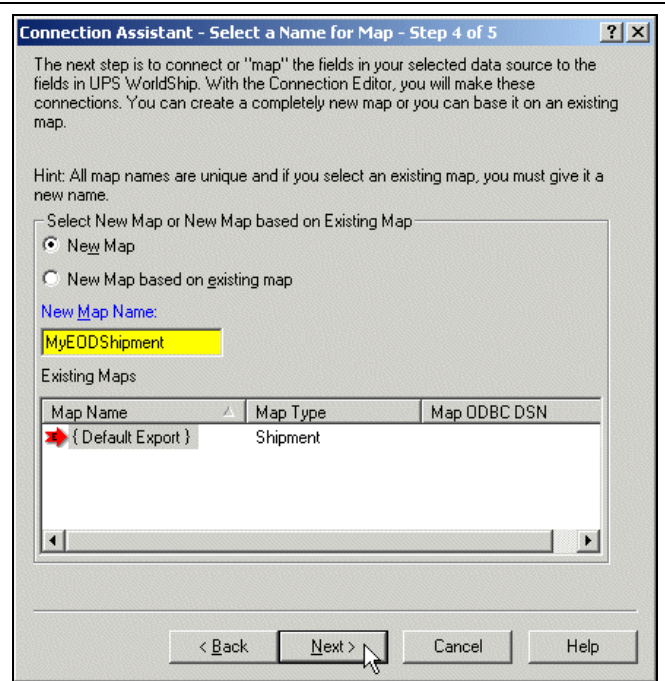 Connection Assistant - Select a Name for Map - Step 4 of 5
The next step is to connect or "map" the fields in your selected data source to the
fields in UPS WorldShip. With the Connection Editor, you will make these
connections. You can create a completely new map or you can base it on an existing
map.
Hint: All map names are unique and if you select an existing map, you must give it a
new name.
Select New Map or New Map based on Existing Map
New Map
New Map based on existing map
New Map Name:
MyEODShipment
Existing Maps
Map Name Map Type Map ODBC DSN
{ Default Export } Shipment
< Back Next > Cancel Help